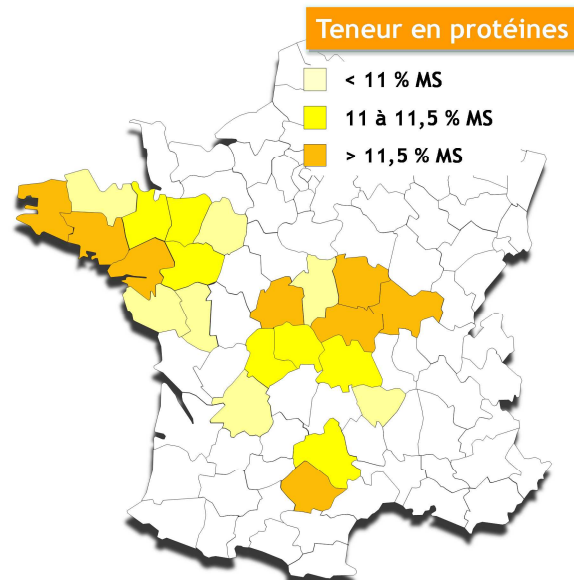 Teneur en protéines
< 11 % MS
11 à 11,5 % MS
> 11,5 % MS